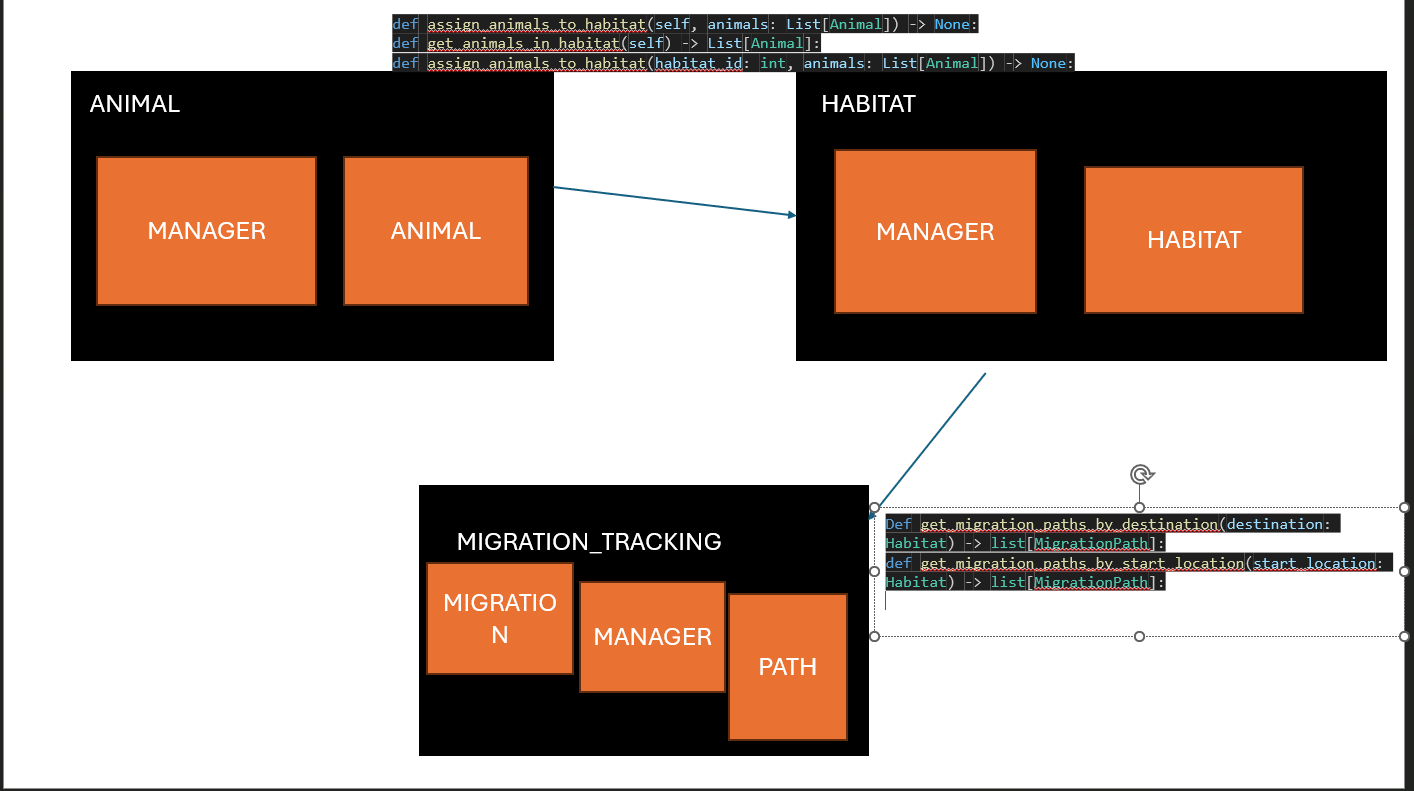 def assign_animals_to_habitat(self, animals: List[Animal]) -> None:
def get_animals_in_habitat(self) -> List[Animal]:
def assign_animals_to_habitat(habitat_id: int, animals: List[Animal]) -> None:
ANIMAL
MANAGER
ANIMAL
HABITAT
MANAGER
HABITAT
MIGRATION_TRACKING
MIGRATIO
N
MANAGER
PATH
Def get_migration_paths_by_destination(destination:
Habitat) -> list[MigrationPath]:
def get_migration_paths_by_start_location(start_location:
Habitat) -> list[MigrationPath]: